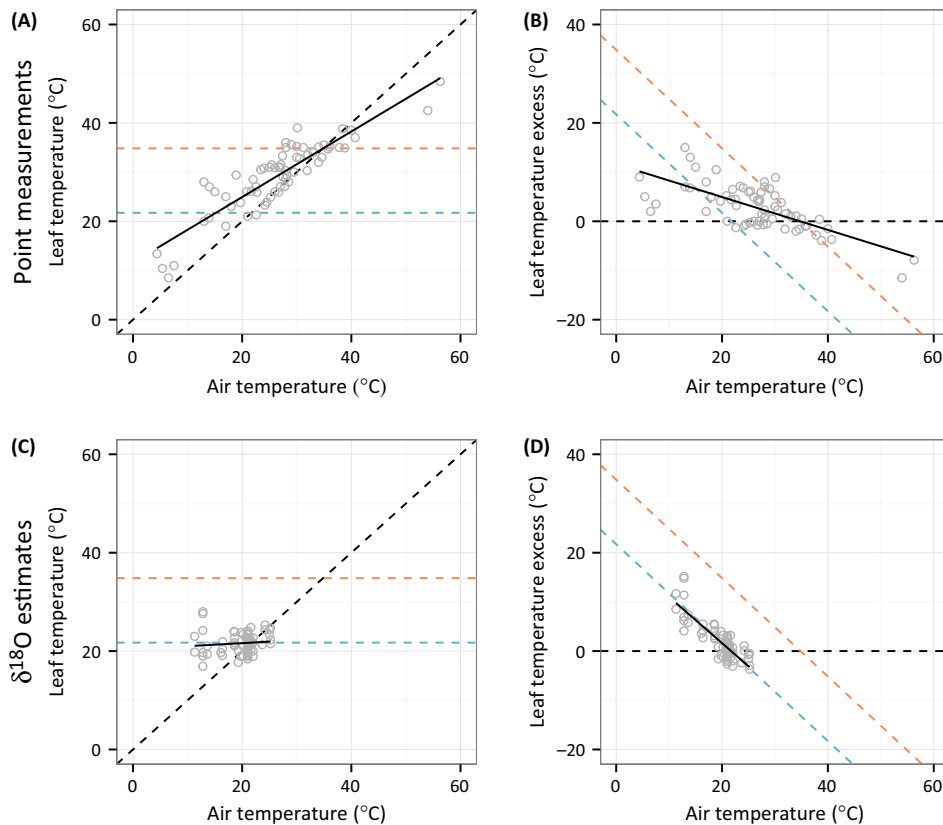 (A)
Point measurements
Leaf temperature (°C)
60
40
20
0
0 20 40 60
Air temperature (°C)
(B)
Leaf temperature excess (°C)
40
20
0
−20
0 20 40 60
Air temperature (°C)
(C)
δ¹⁸O estimates
Leaf temperature (°C)
60
40
20
0
0 20 40 60
Air temperature (°C)
(D)
Leaf temperature excess (°C)
40
20
0
−20
0 20 40 60
Air temperature (°C)